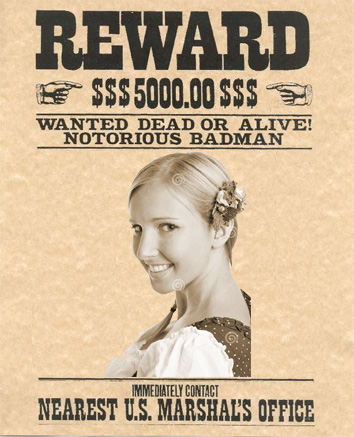 REWARD
$$$ 5000.00 $$$
WANTED DEAD OR ALIVE!
NOTORIOUS BADMAN
IMMEDIATELY CONTACT
NEAREST U.S. MARSHAL'S OFFICE